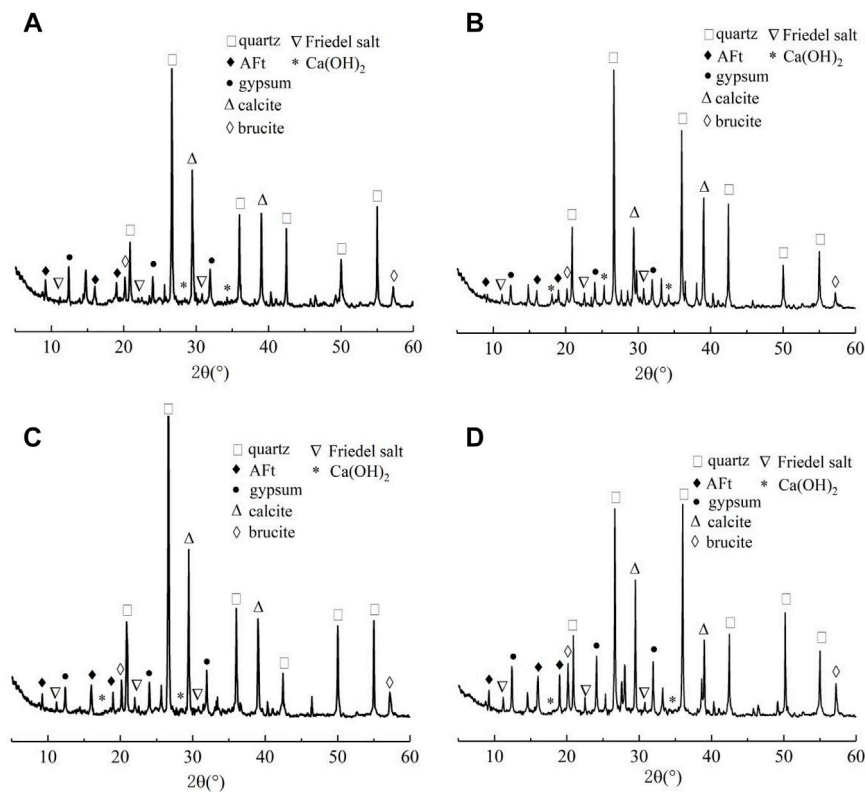 A
□ quartz ▽ Friedel salt
◆ AFt * Ca(OH)₂
● gypsum
Δ calcite
◊ brucite
10 20 30 40 50 60
2θ(°)
B
□ quartz ▽ Friedel salt
◆ AFt * Ca(OH)₂
● gypsum
Δ calcite
◊ brucite
10 20 30 40 50 60
2θ(°)
C
□ quartz ▽ Friedel salt
◆ AFt * Ca(OH)₂
● gypsum
Δ calcite
◊ brucite
10 20 30 40 50 60
2θ(°)
D
□ quartz ▽ Friedel salt
◆ AFt * Ca(OH)₂
● gypsum
Δ calcite
◊ brucite
10 20 30 40 50 60
2θ(°)